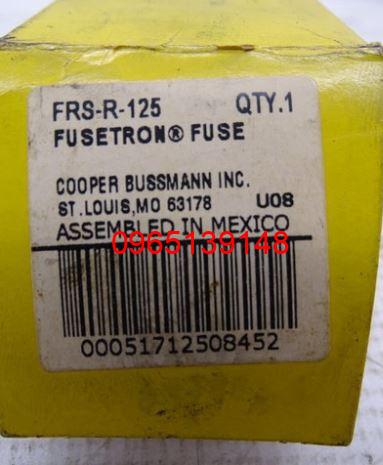 FRS-R-125 QTY.1
FUSETRON® FUSE
COOPER BUSSMANN INC.
ST.LOUIS,MO 63178 U08
ASSEMBLED IN MEXICO
0965139148
00051712508452